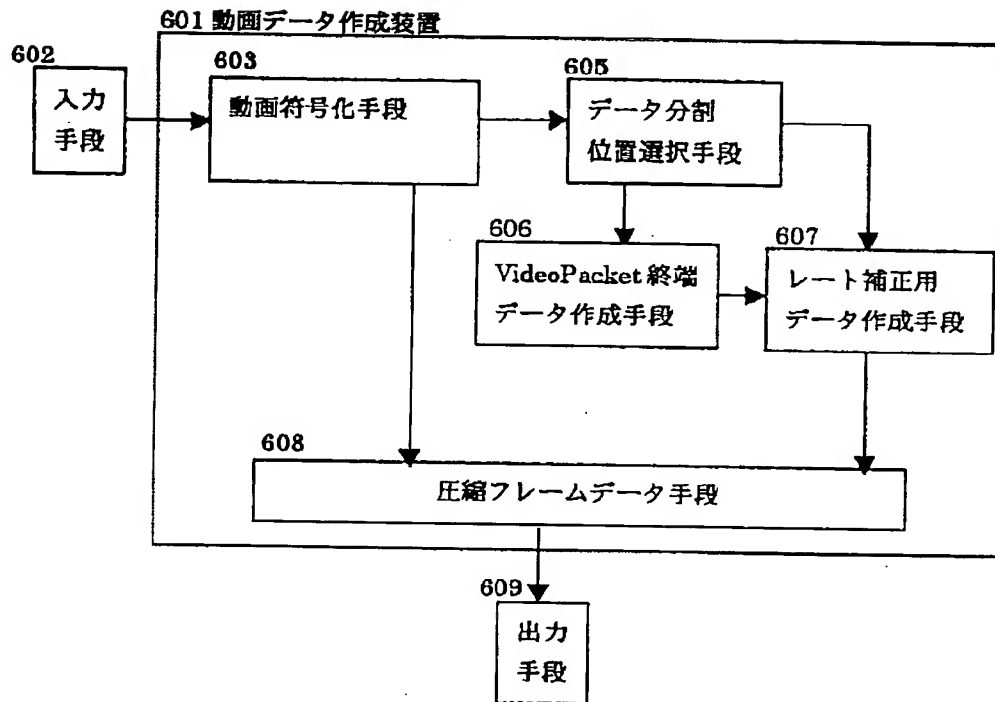 601 動画データ作成装置
602
入力
手段
603
動画符号化手段
605
データ分割
位置選択手段
606
VideoPacket 終端
データ作成手段
607
レート補正用
データ作成手段
608
圧縮フレームデータ手段
609
出力
手段